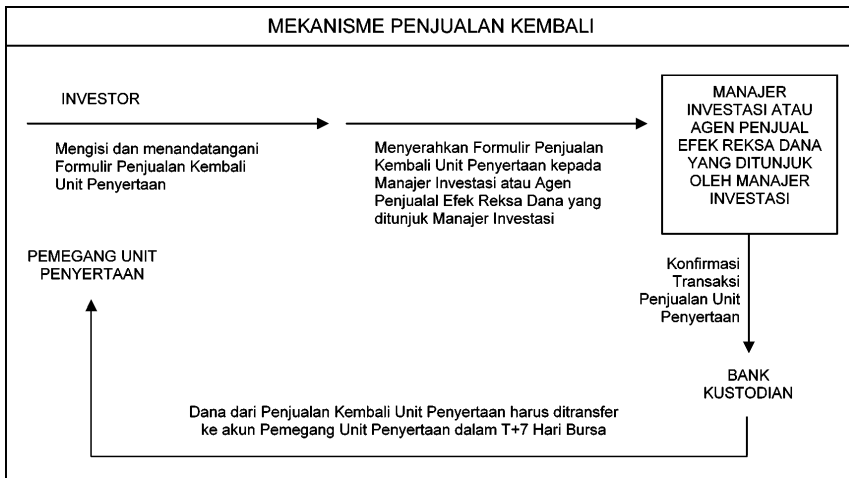 MEKANISME PENJUALAN KEMBALI
INVESTOR
Mengisi dan menandatangani
Formulir Penjualan Kembali
Unit Penyertaan
Menyerahkan Formulir Penjualan
Kembali Unit Penyertaan kepada
Manajer Investasi atau Agen
Penjualal Efek Reksa Dana yang
ditunjuk Manajer Investasi
MANAJER
INVESTASI ATAU
AGEN PENJUAL
EFEK REKSA DANA
YANG DITUNJUK
OLEH MANAJER
INVESTASI
Konfirmasi
Transaksi
Penjualan Unit
Penyertaan
BANK
KUSTODIAN
Dana dari Penjualan Kembali Unit Penyertaan harus ditransfer
ke akun Pemegang Unit Penyertaan dalam T+7 Hari Bursa
PEMEGANG UNIT
PENYERTAAN